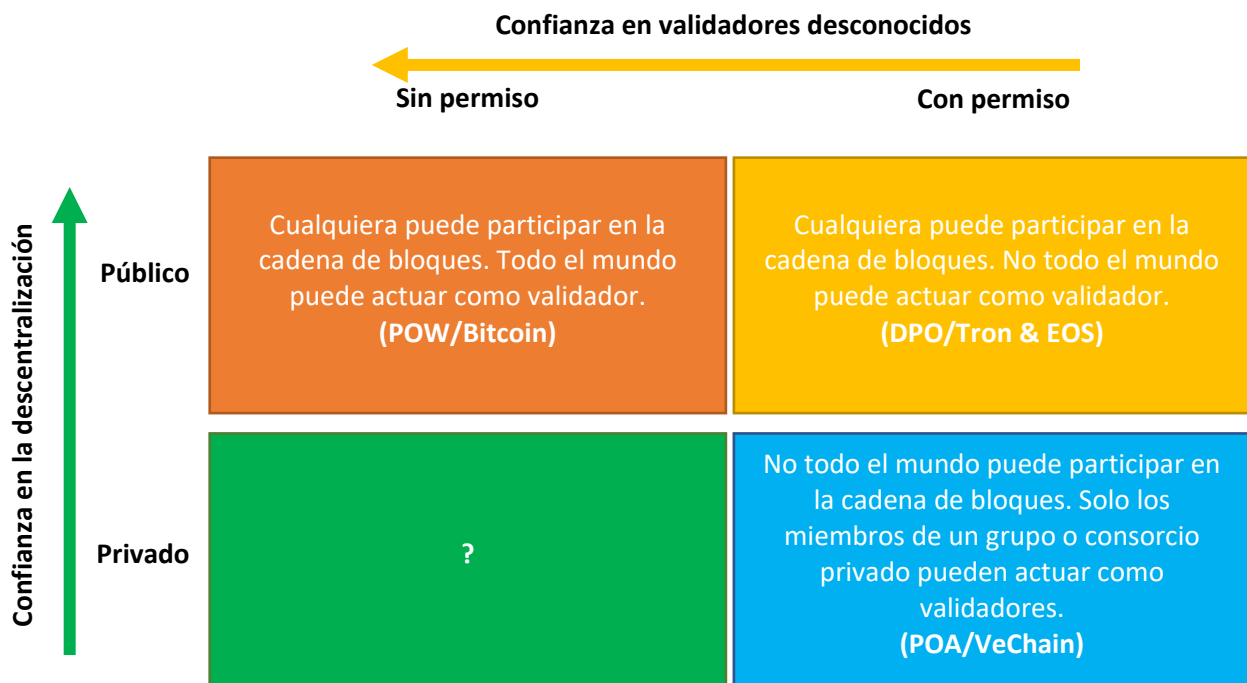 Confianza en validadores desconocidos
Sin permiso
Con permiso
Confianza en la descentralización
Público
Cualquiera puede participar en la
cadena de bloques. Todo el mundo
puede actuar como validador.
(POW/Bitcoin)
Cualquiera puede participar en la
cadena de bloques. No todo el mundo
puede actuar como validador.
(DPO/Tron & EOS)
Privado
?
No todo el mundo puede participar en
la cadena de bloques. Solo los
miembros de un grupo o consorcio
privado pueden actuar como
validadores.
(POA/VeChain)